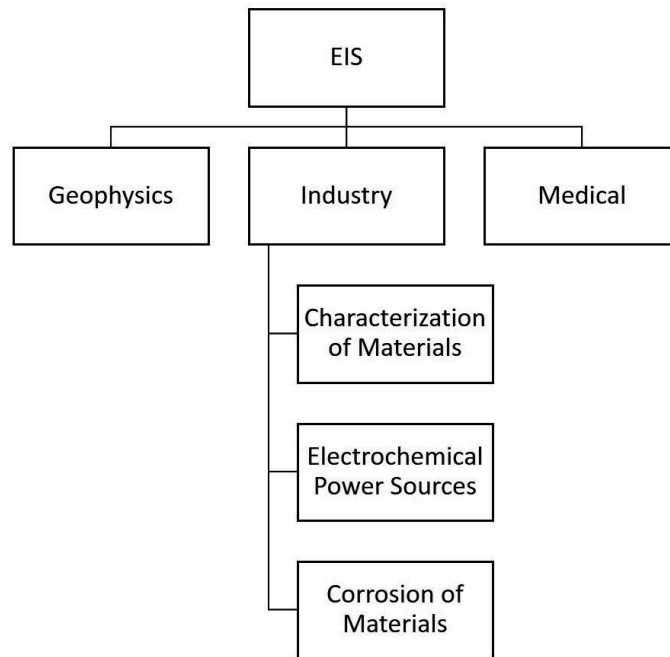 EIS
Geophysics
Industry
Medical
Characterization
of Materials
Electrochemical
Power Sources
Corrosion of
Materials